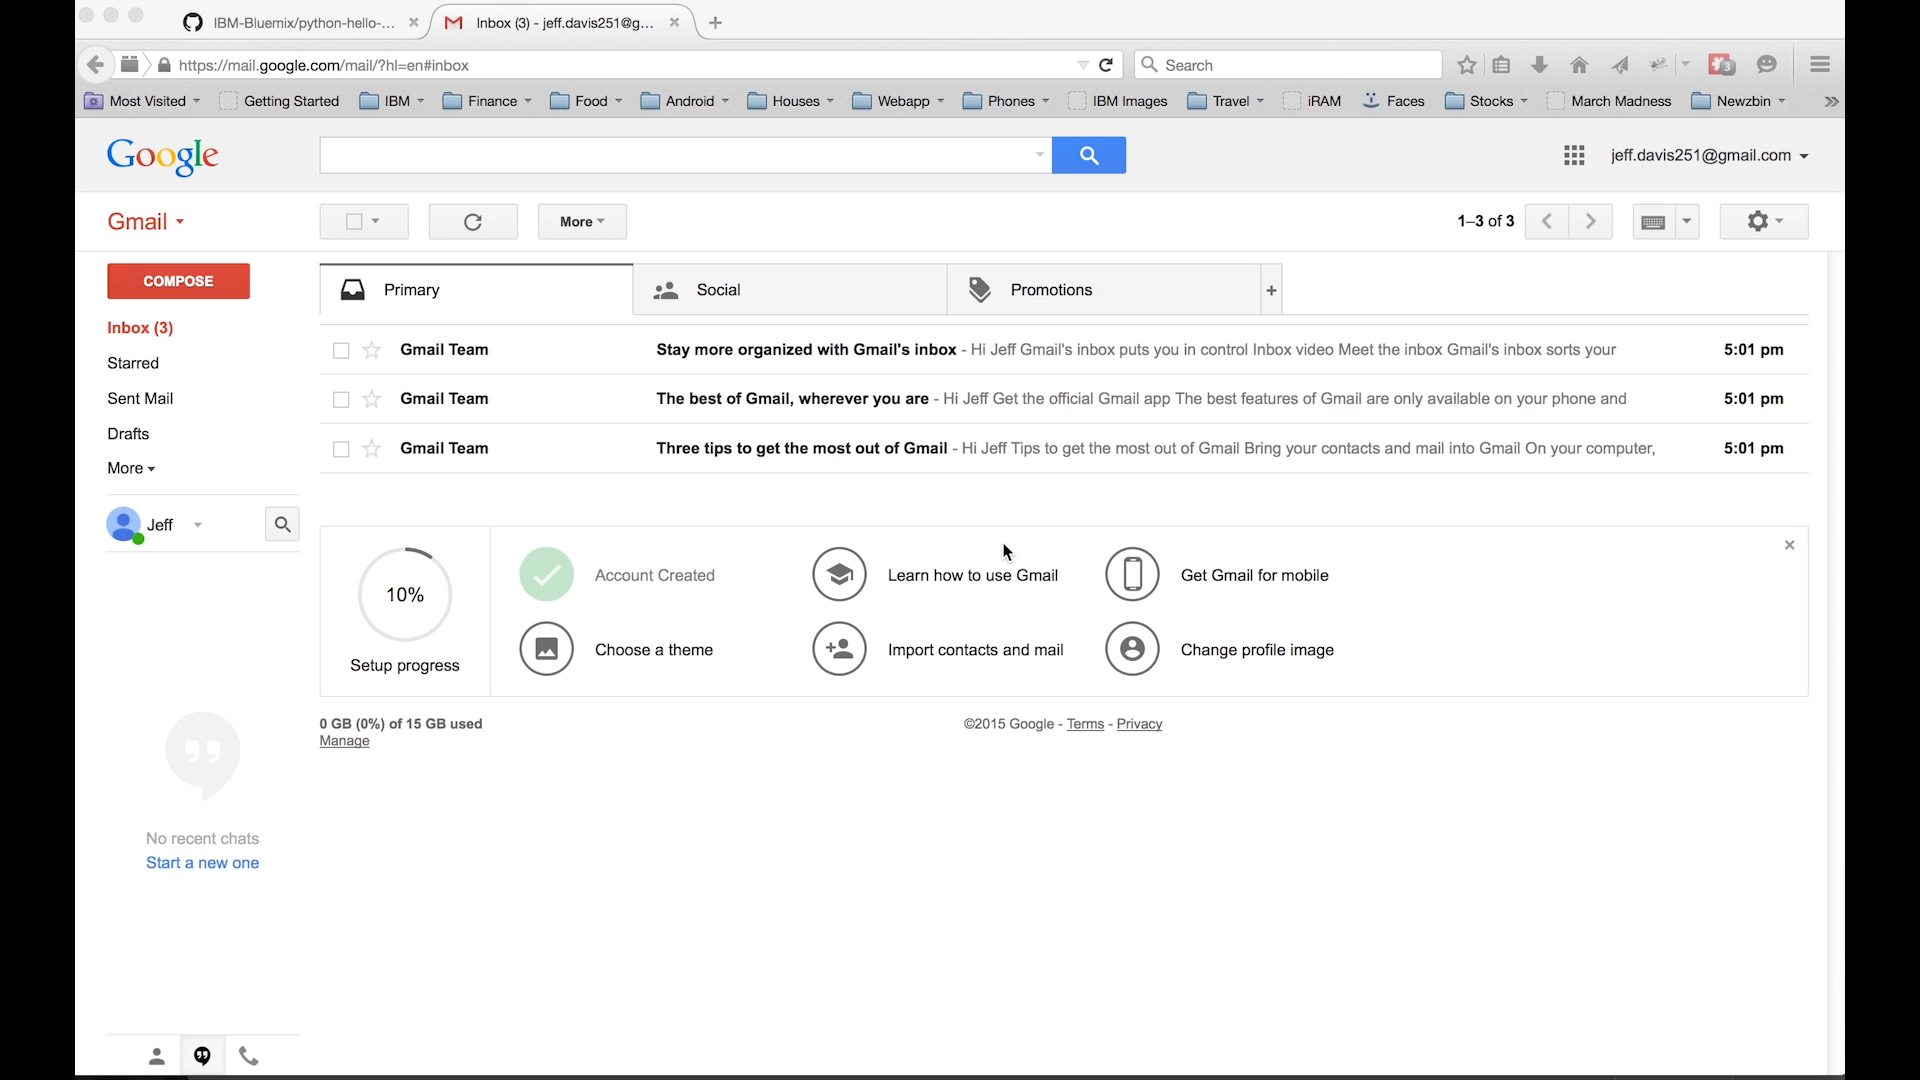 IBM-Bluemix/python-hello-...
Inbox (3) - jeff.davis251@g...
https://mail.google.com/mail/?hl=en#inbox
Search
3
Most Visited
Getting Started
IBM
Finance
Food
Android
Houses
Webapp
Phones
IBM Images
Travel
iRAM
Faces
Stocks
March Madness
Newzbin
Google
jeff.davis251@gmail.com
Gmail
More
1–3 of 3
COMPOSE
Primary
Social
Promotions
+
Inbox (3)
Starred
Sent Mail
Drafts
More
Gmail Team Stay more organized with Gmail's inbox - Hi Jeff Gmail's inbox puts you in control Inbox video Meet the inbox Gmail's inbox sorts your 5:01 pm
Gmail Team The best of Gmail, wherever you are - Hi Jeff Get the official Gmail app The best features of Gmail are only available on your phone and 5:01 pm
Gmail Team Three tips to get the most out of Gmail - Hi Jeff Tips to get the most out of Gmail Bring your contacts and mail into Gmail On your computer, 5:01 pm
Jeff
10%
Setup progress
Account Created
Learn how to use Gmail
Get Gmail for mobile
Choose a theme
Import contacts and mail
Change profile image
0 GB (0%) of 15 GB used
Manage
©2015 Google - Terms - Privacy
No recent chats
Start a new one